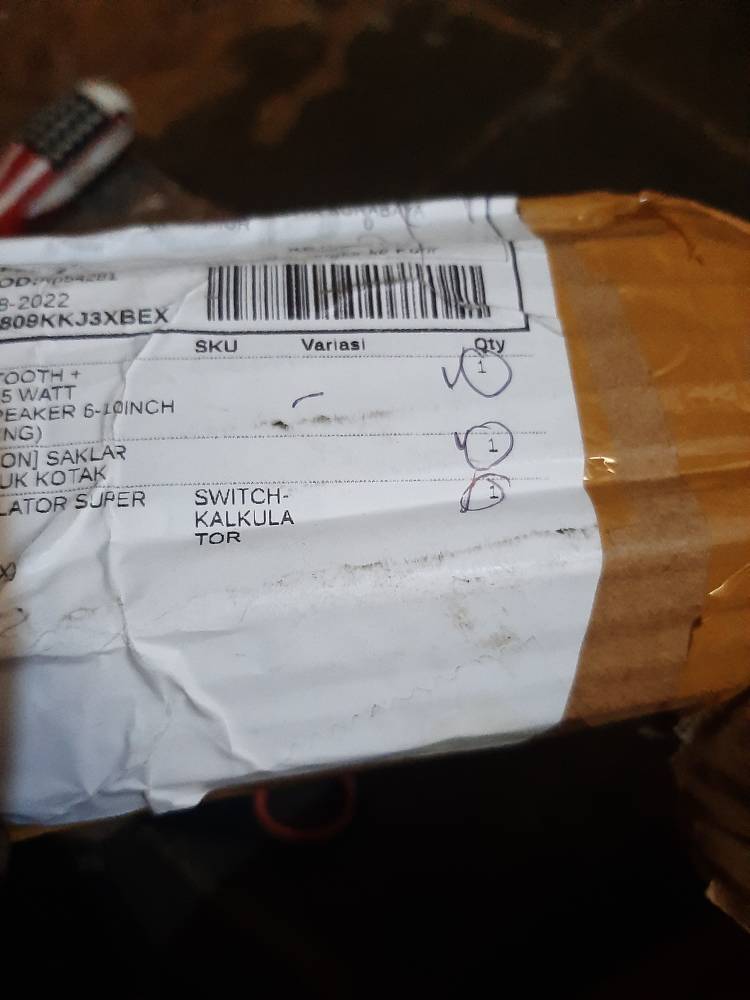 8-2022
809KKJ3XBEX
SKU Variasi Qty
TOOTH + 1
5 WATT
PEAKER 6-10INCH
NG)
ON] SAKLAR 1
UK KOTAK
LATOR SUPER SWITCH- 1
KALKULA
TOR